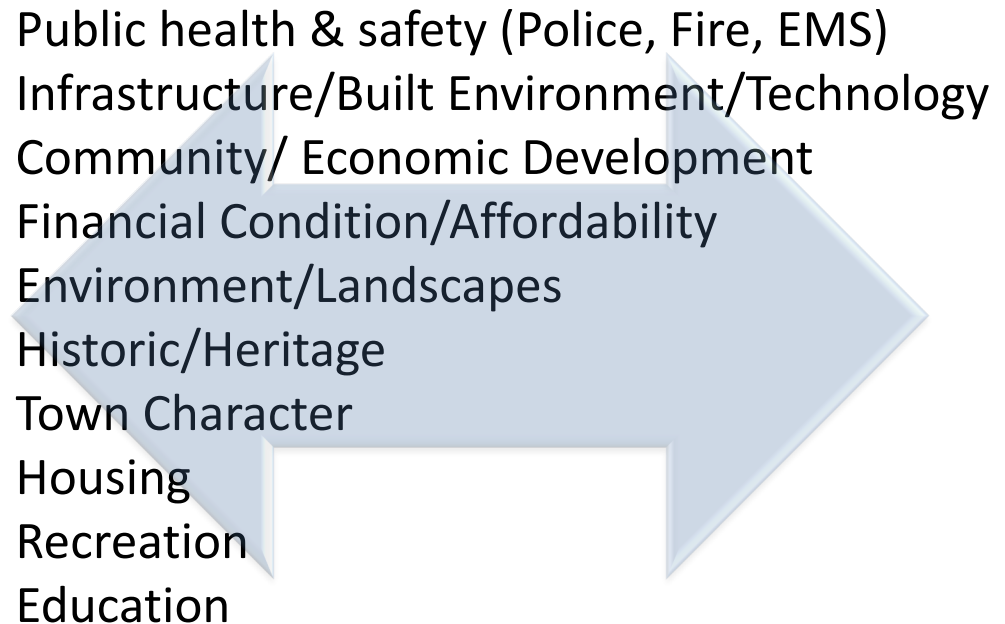 Public health & safety (Police, Fire, EMS)
Infrastructure/Built Environment/Technology
Community/ Economic Development
Financial Condition/Affordability
Environment/Landscapes
Historic/Heritage
Town Character
Housing
Recreation
Education